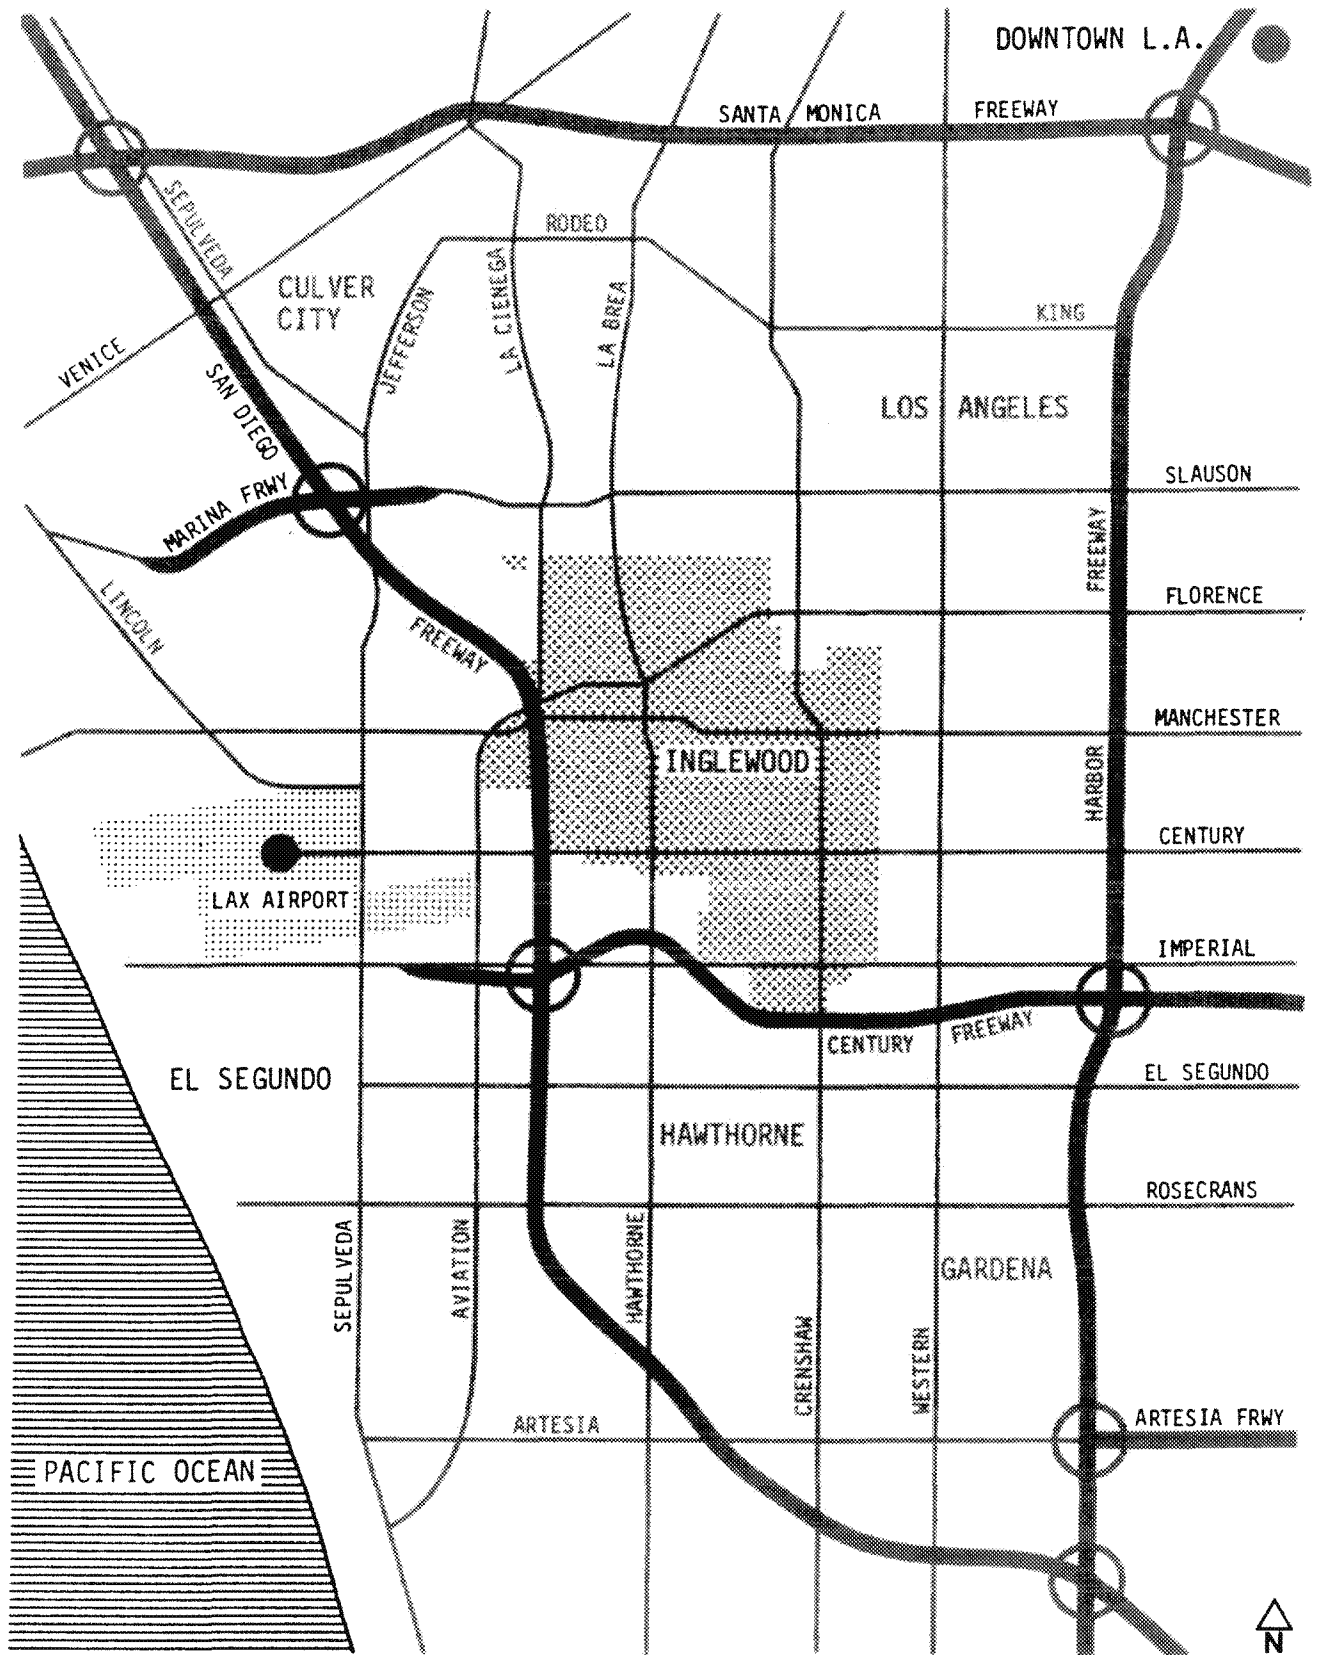 DOWNTOWN L.A.
SANTA MONICA FREEWAY
SEPULVEDA
RODEO
CULVER
CITY
JEFFERSON
LA CIENEGA
LA BREA
KING
VENICE
SAN DIEGO
LOS ANGELES
SLAUSON
MARINA FRWY
FREEWAY
FLORENCE
LINCOLN
FREEWAY
MANCHESTER
INGLEWOOD
HARBOR
CENTURY
LAX AIRPORT
IMPERIAL
CENTURY FREEWAY
EL SEGUNDO
EL SEGUNDO
HAWTHORNE
ROSECRANS
SEPULVEDA
AVIATION
HAWTHORNE
GARDENA
CRENSHAW
WESTERN
ARTESIA
ARTESIA FRWY
PACIFIC OCEAN
N